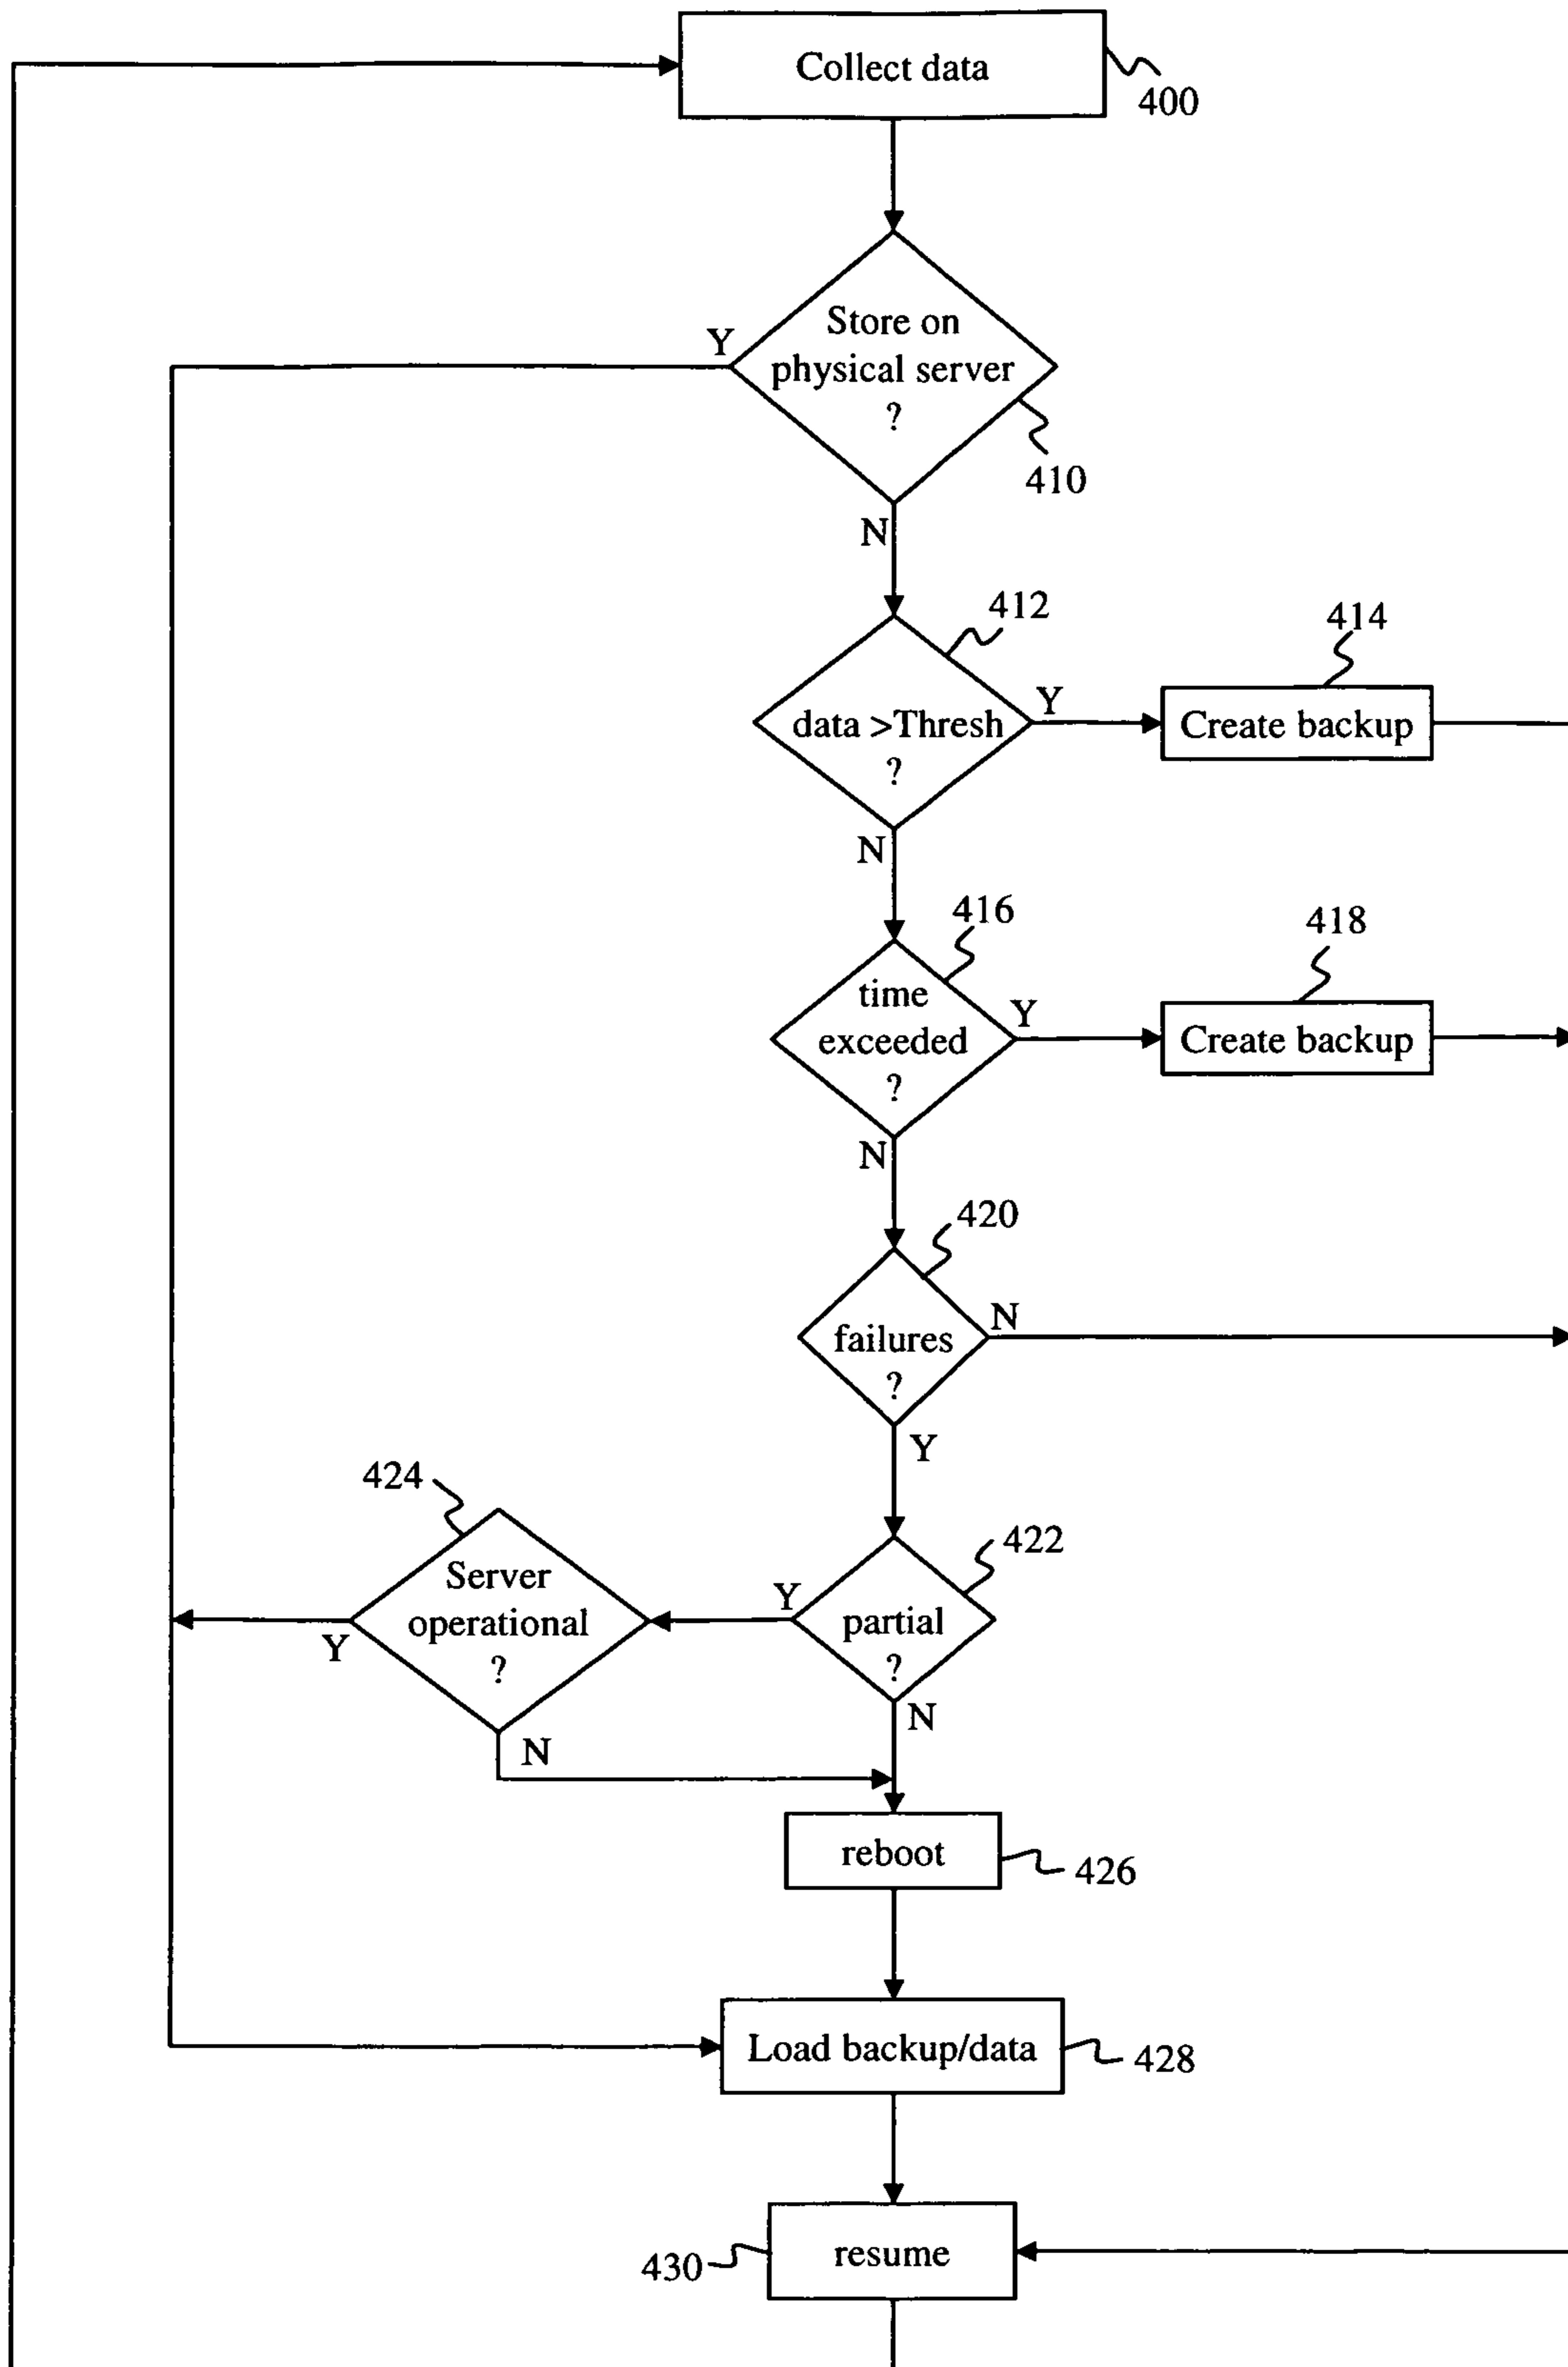 Collect data
400
Store on
physical server
?
Y
410
N
412
414
data >Thresh
?
Y
Create backup
N
416
418
time
exceeded
?
Y
Create backup
N
420
failures
?
N
Y
424
422
Server
operational
?
Y
partial
?
Y
N
N
reboot
426
Load backup/data
428
resume
430